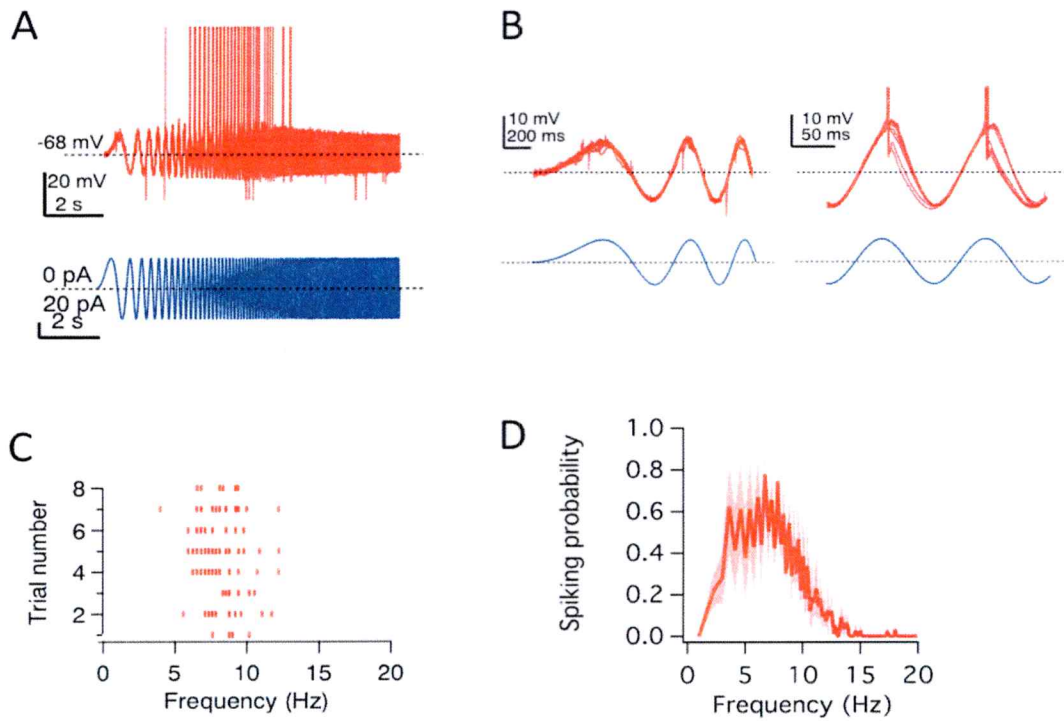 A
-68 mV
20 mV
2 s
0 pA
20 pA
2 s
B
10 mV
200 ms
10 mV
50 ms
C
Trial number
8
6
4
2
0 5 10 15 20
Frequency (Hz)
D
Spiking probability
1.0
0.8
0.6
0.4
0.2
0.0
0 5 10 15 20
Frequency (Hz)